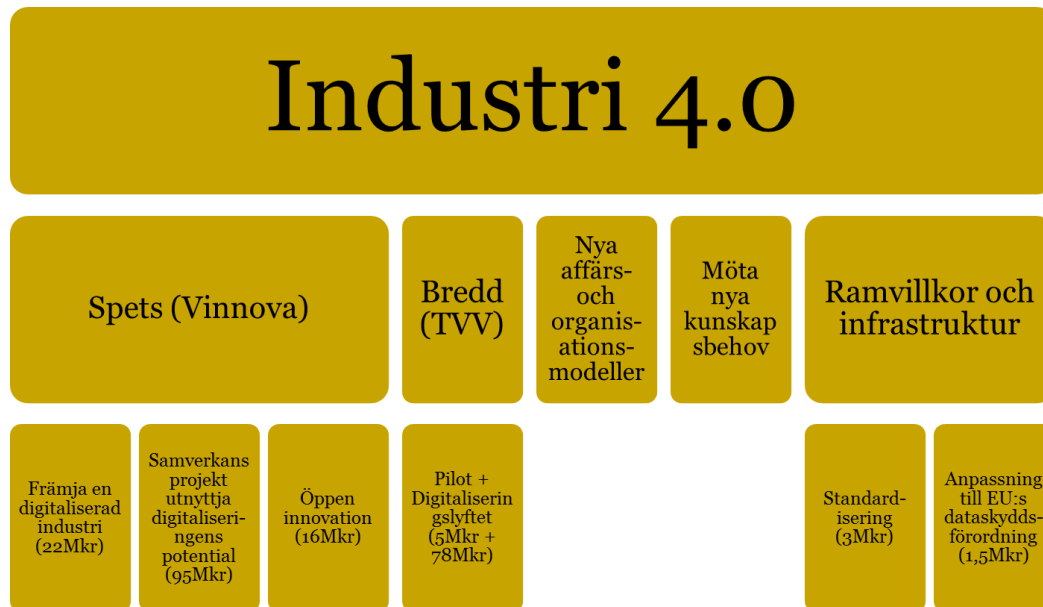 Industri 4.0
Spets (Vinnova)
Bredd
(TVV)
Nya
affärs-
och
organis-
ations-
modeller
Möta
nya
kunskap
sbehov
Ramvillkor och
infrastruktur
Främja en
digitaliserad
industri
(22Mkr)
Samverkans
projekt
utnyttja
digitaliseri-
ngens
potential
(95Mkr)
Öppen
innovation
(16Mkr)
Pilot +
Digitaliserin
gslyftet
(5Mkr +
78Mkr)
Standard-
isering
(3Mkr)
Anpassning
till EU:s
dataskydds-
förordning
(1,5Mkr)